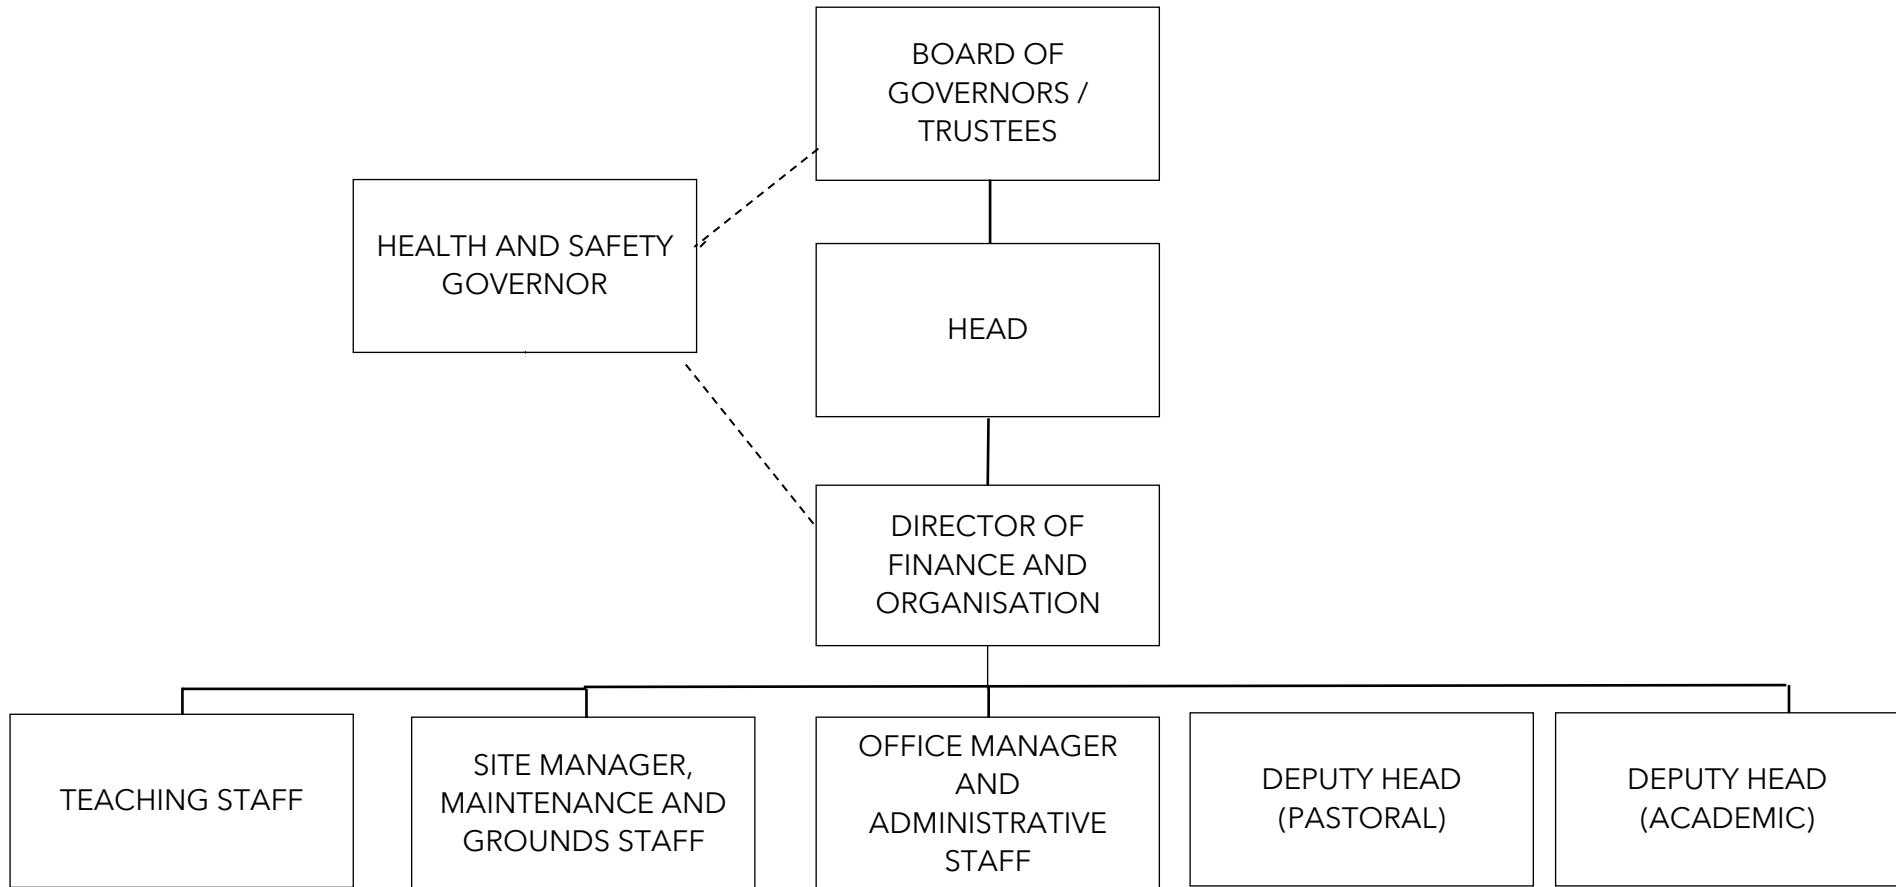 BOARD OF
GOVERNORS /
TRUSTEES
HEALTH AND SAFETY
GOVERNOR
HEAD
DIRECTOR OF
FINANCE AND
ORGANISATION
TEACHING STAFF
SITE MANAGER,
MAINTENANCE AND
GROUNDS STAFF
OFFICE MANAGER
AND
ADMINISTRATIVE
STAFF
DEPUTY HEAD
(PASTORAL)
DEPUTY HEAD
(ACADEMIC)